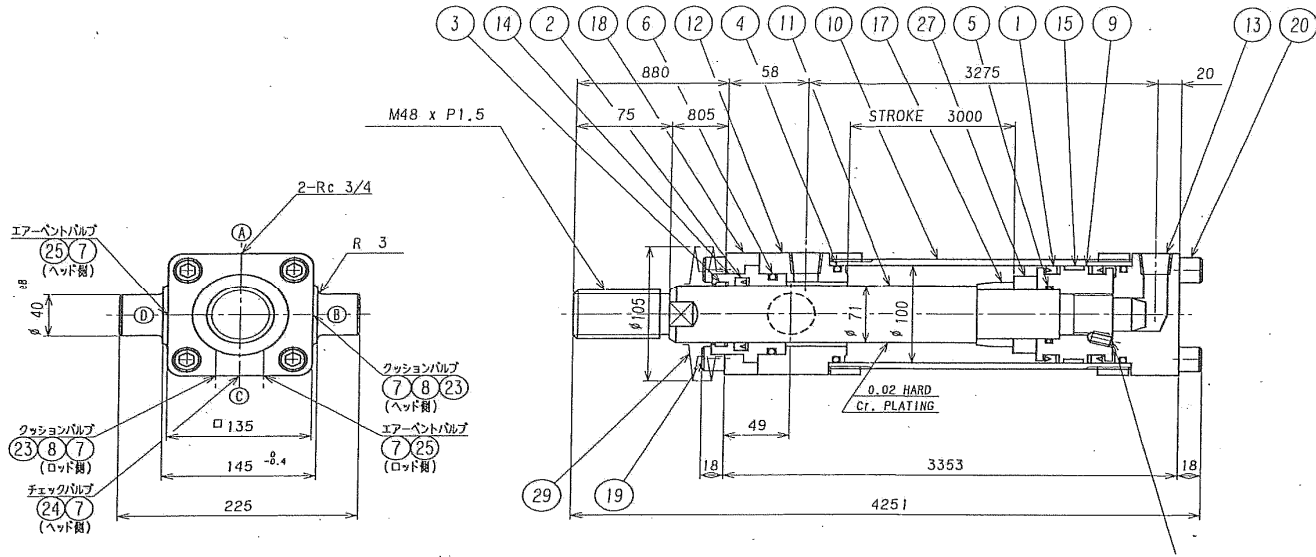 3 14 2 18 6 12 4 11 10 17 27 5 1 15 9 13 20
880 58 3275 20
75 805 STROKE 3000
M48 x P1.5
2-Rc 3/4
エアーベントバルブ
25 7
(ヘッド側)
R 3
A
D B
C
φ 40 e8
φ105
φ 71
φ 100
クッションバルブ
7 8 23
(ヘッド側)
0.02 HARD
Cr. PLATING
クッションバルブ
23 8 7
(ロッド側)
□135
エアーベントバルブ
7 25
(ロッド側)
49
145 0 -0.4
チェックバルブ
24 7
(ヘッド側)
18 3353 18
225
29 19
4251